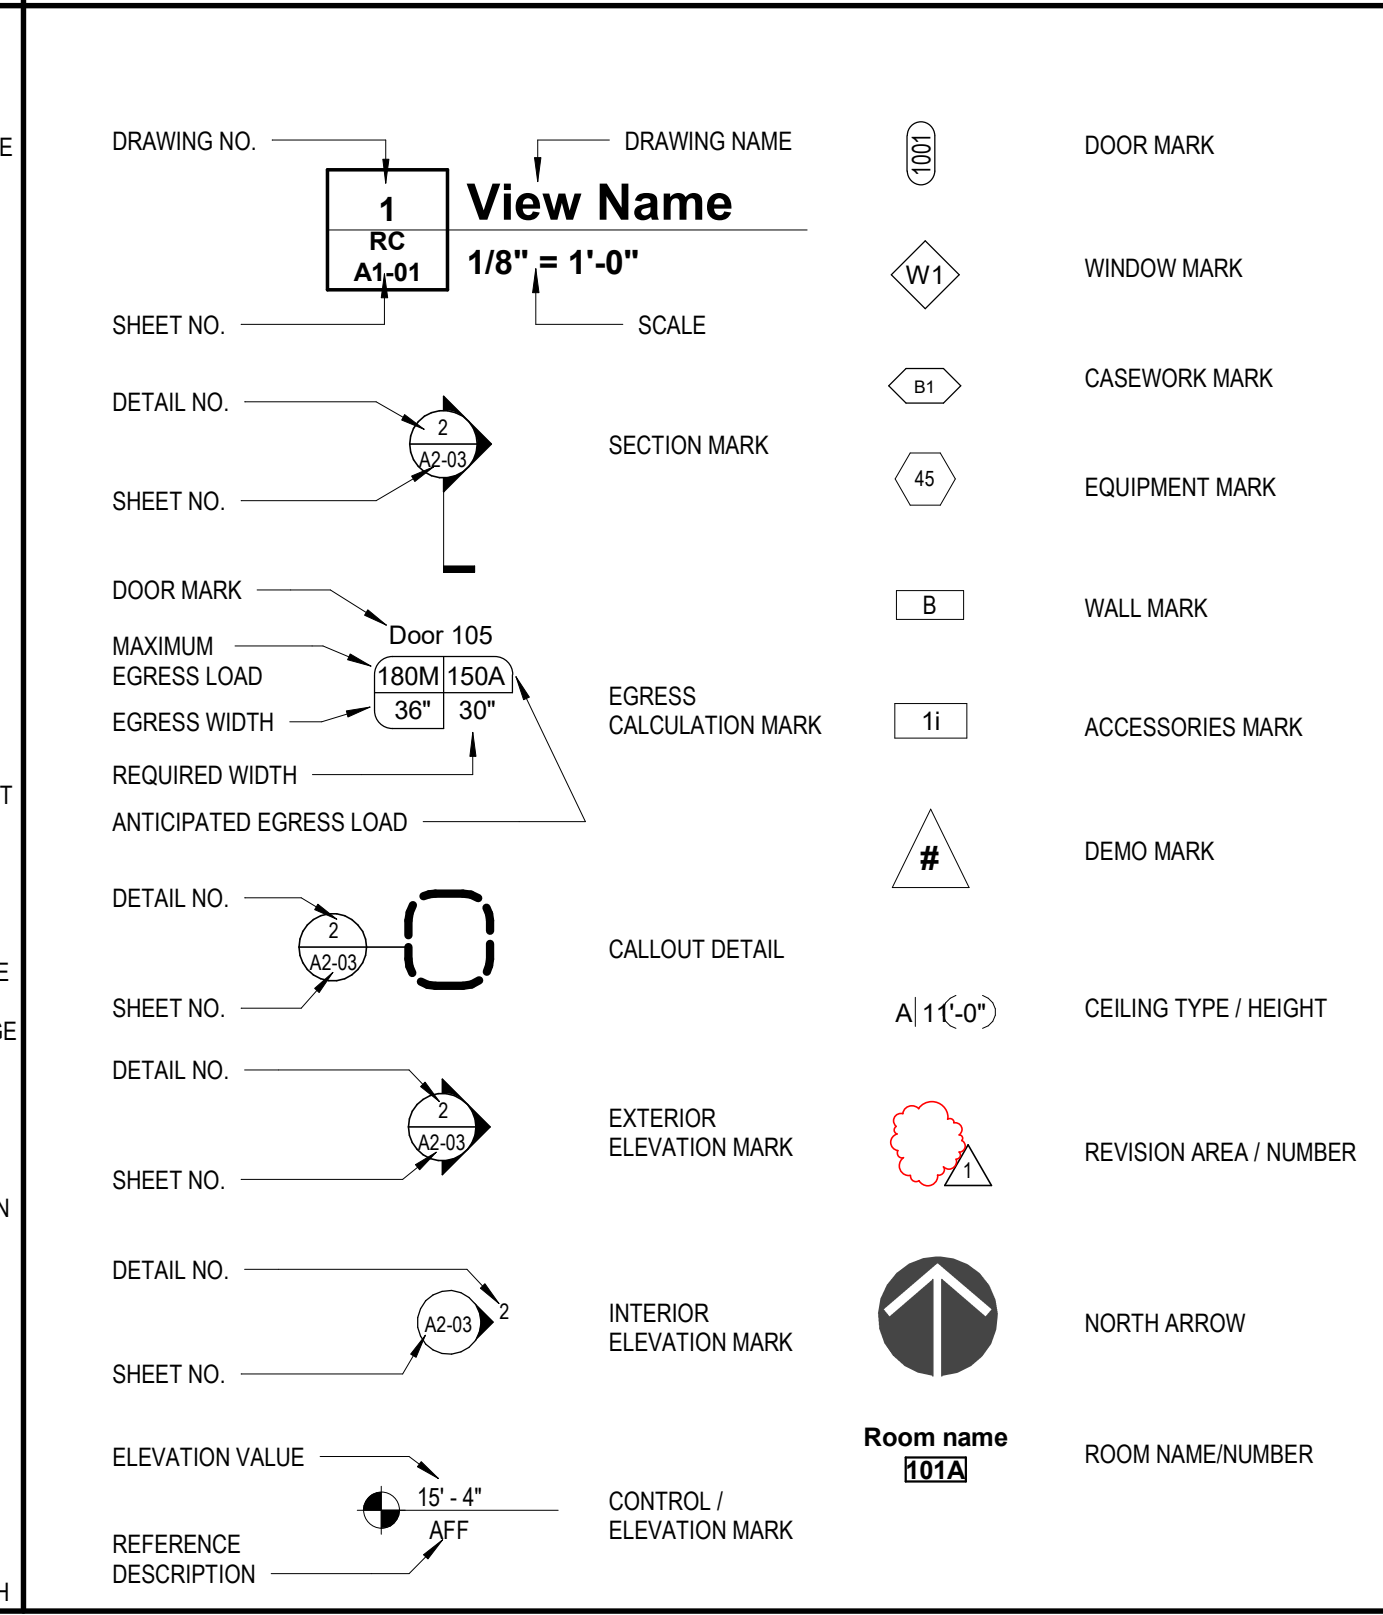 E
T
E
GE
N
H
DRAWING NO.
DRAWING NAME
1
View Name
RC
A1-01
1/8" = 1'-0"
SHEET NO.
SCALE
DETAIL NO.
2
A2-03
SECTION MARK
SHEET NO.
DOOR MARK
Door 105
MAXIMUM
EGRESS LOAD
180M 150A
EGRESS WIDTH
36" 30"
EGRESS
CALCULATION MARK
REQUIRED WIDTH
ANTICIPATED EGRESS LOAD
DETAIL NO.
2
A2-03
CALLOUT DETAIL
SHEET NO.
DETAIL NO.
2
A2-03
EXTERIOR
ELEVATION MARK
SHEET NO.
DETAIL NO.
A2-03
2
INTERIOR
ELEVATION MARK
SHEET NO.
ELEVATION VALUE
15' - 4"
AFF
CONTROL /
ELEVATION MARK
REFERENCE
DESCRIPTION
1001
DOOR MARK
W1
WINDOW MARK
B1
CASEWORK MARK
45
EQUIPMENT MARK
B
WALL MARK
1i
ACCESSORIES MARK
#
DEMO MARK
A 11'-0"
CEILING TYPE / HEIGHT
1
REVISION AREA / NUMBER
NORTH ARROW
Room name
101A
ROOM NAME/NUMBER